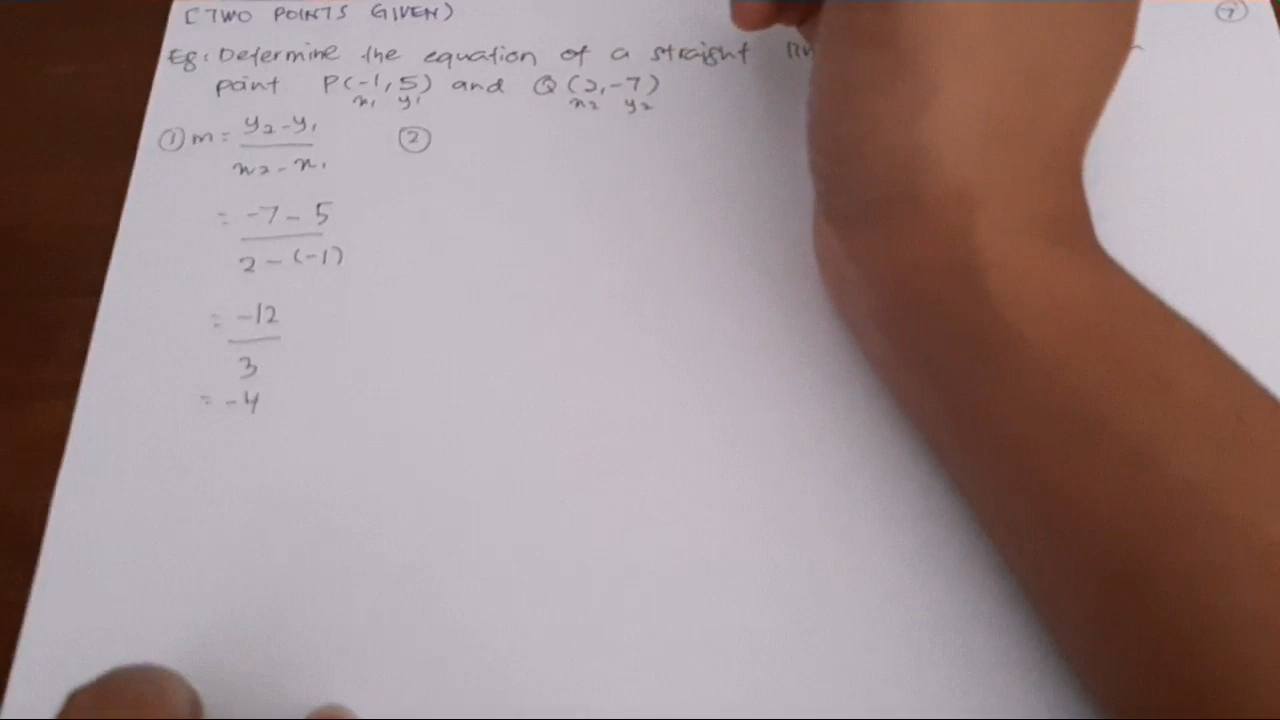 [TWO POINTS GIVEN)
7
Eg: Determine the equation of a straight
point P(-1,5) and Q(2,-7)
x₁ y₁ x₂ y₂
① m = y₂-y₁ ②
x₂-x₁
= -7-5
2-(-1)
= -12
3
= -4